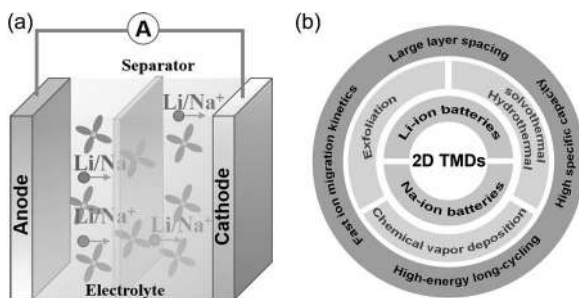 (a)
A
Separator
Li/Na⁺
Li/Na⁺
Li/Na⁺
Li/Na⁺
Anode
Cathode
Electrolyte
(b)
Large layer spacing
High specific capacity
High-energy long-cycling
Fast ion migration kinetics
Exfoliation
solvothermal
Hydrothermal
Chemical vapor deposition
Li-ion batteries
2D TMDs
Na-ion batteries